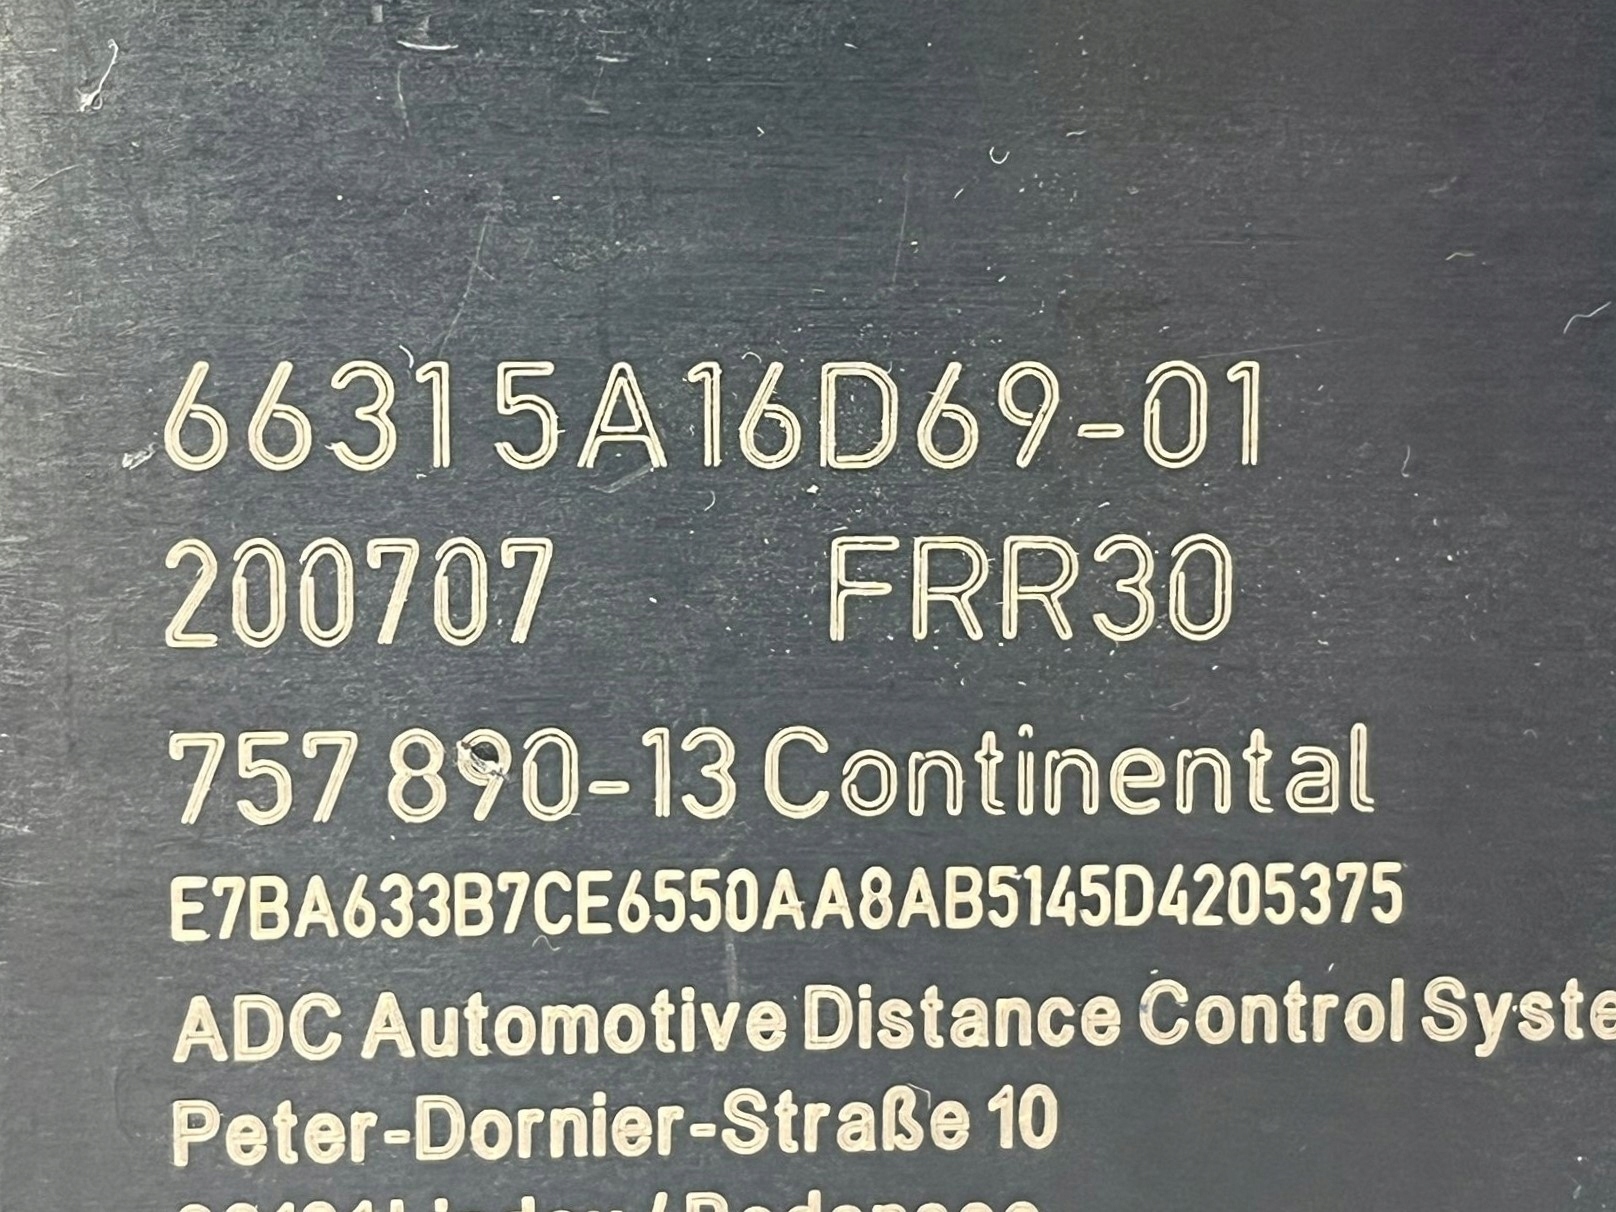 66315A16D69-01
200707 FRR30
757 890-13 Continental
E7BA633B7CE6550AA8AB5145D4205375
ADC Automotive Distance Control Syste
Peter-Dornier-Straße 10